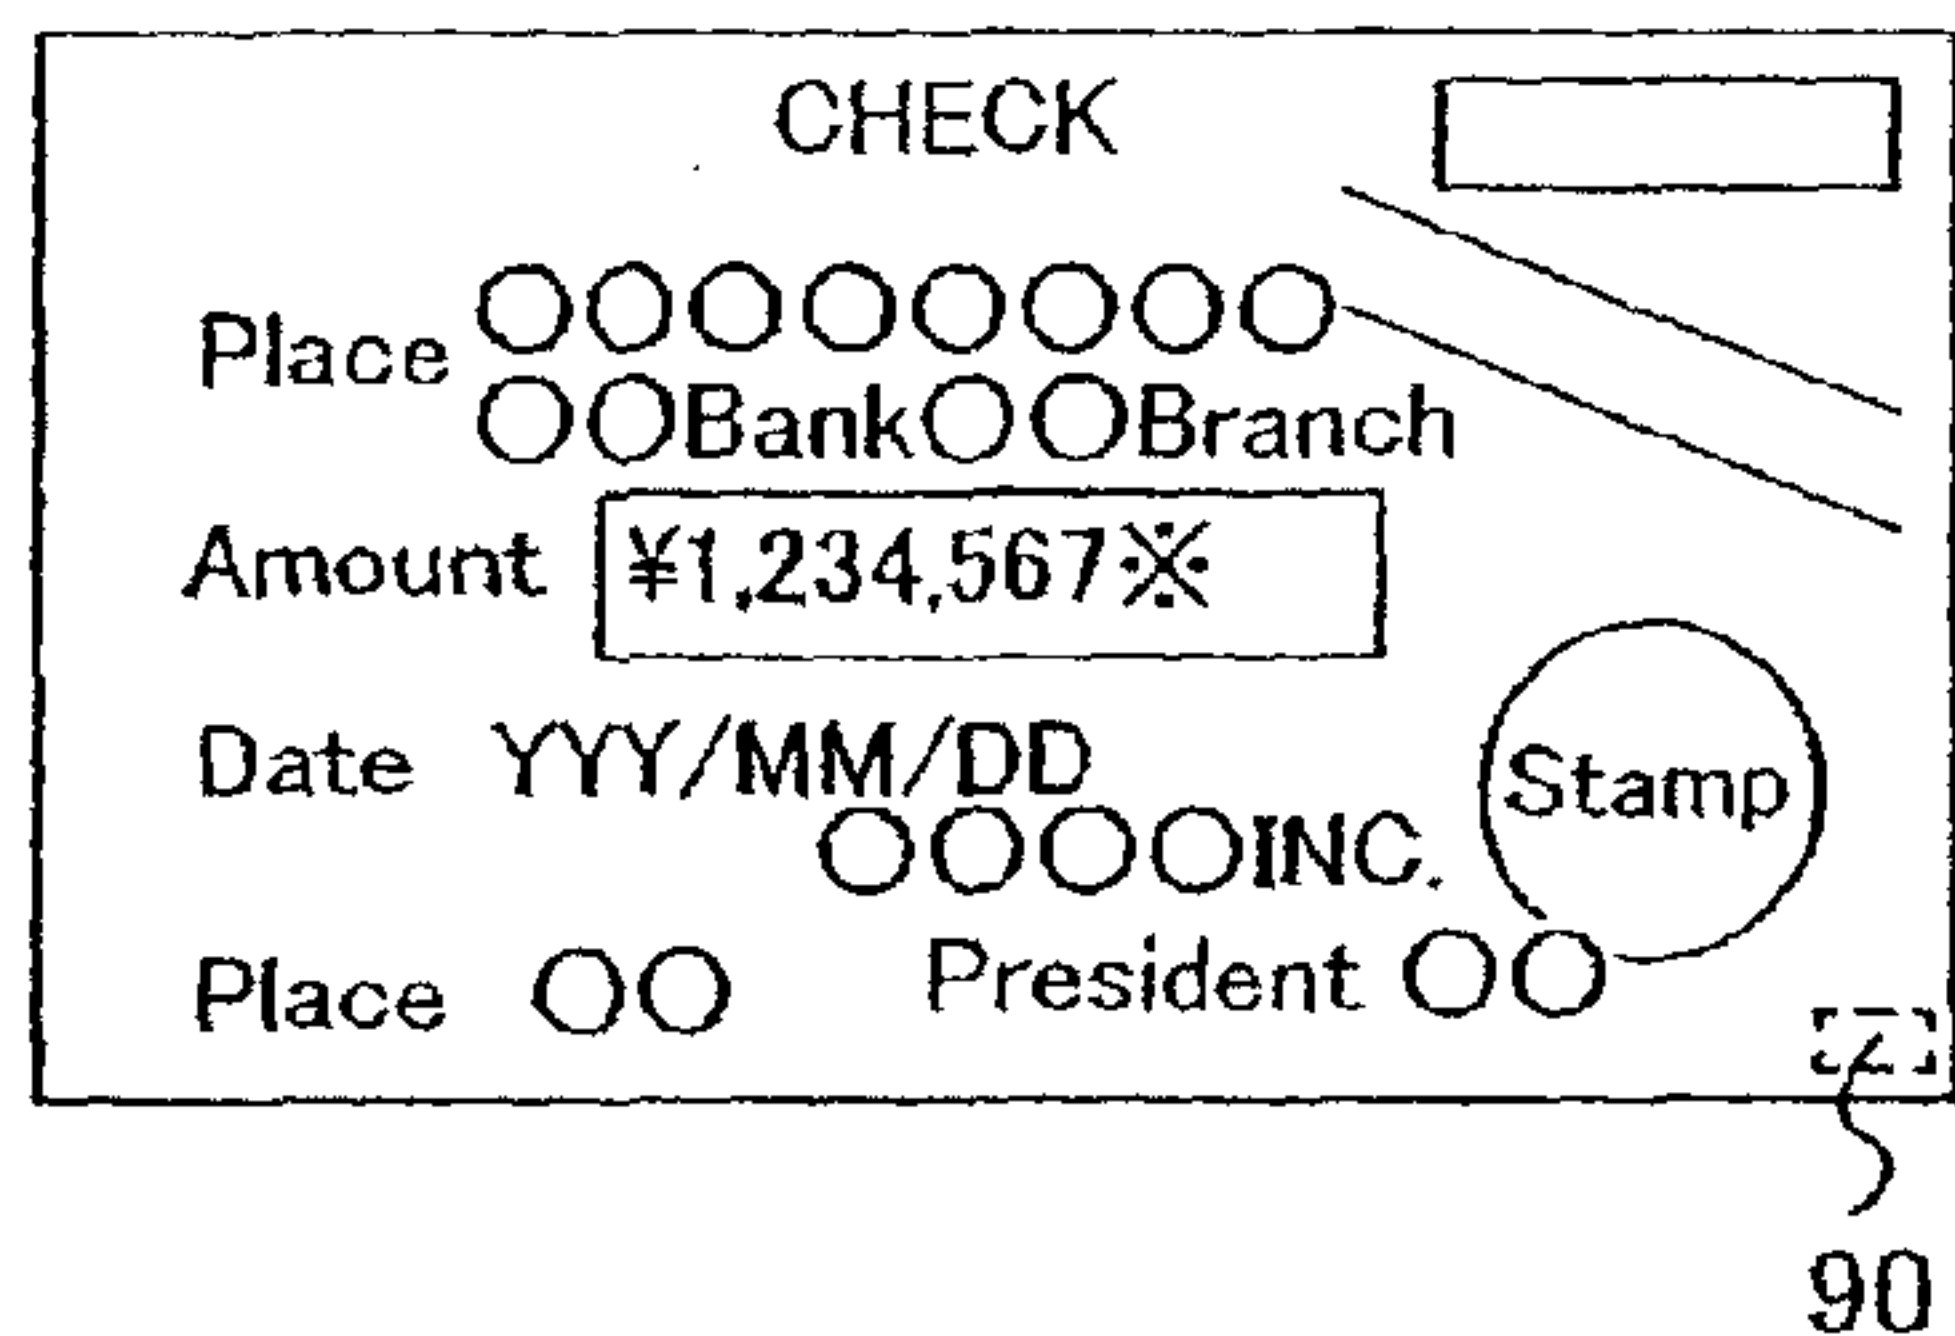 CHECK
Place ○○○○○○○○
○○Bank○○Branch
Amount ¥1,234,567※
Date YYY/MM/DD
Stamp
○○○○INC.
Place ○○ President ○○
90